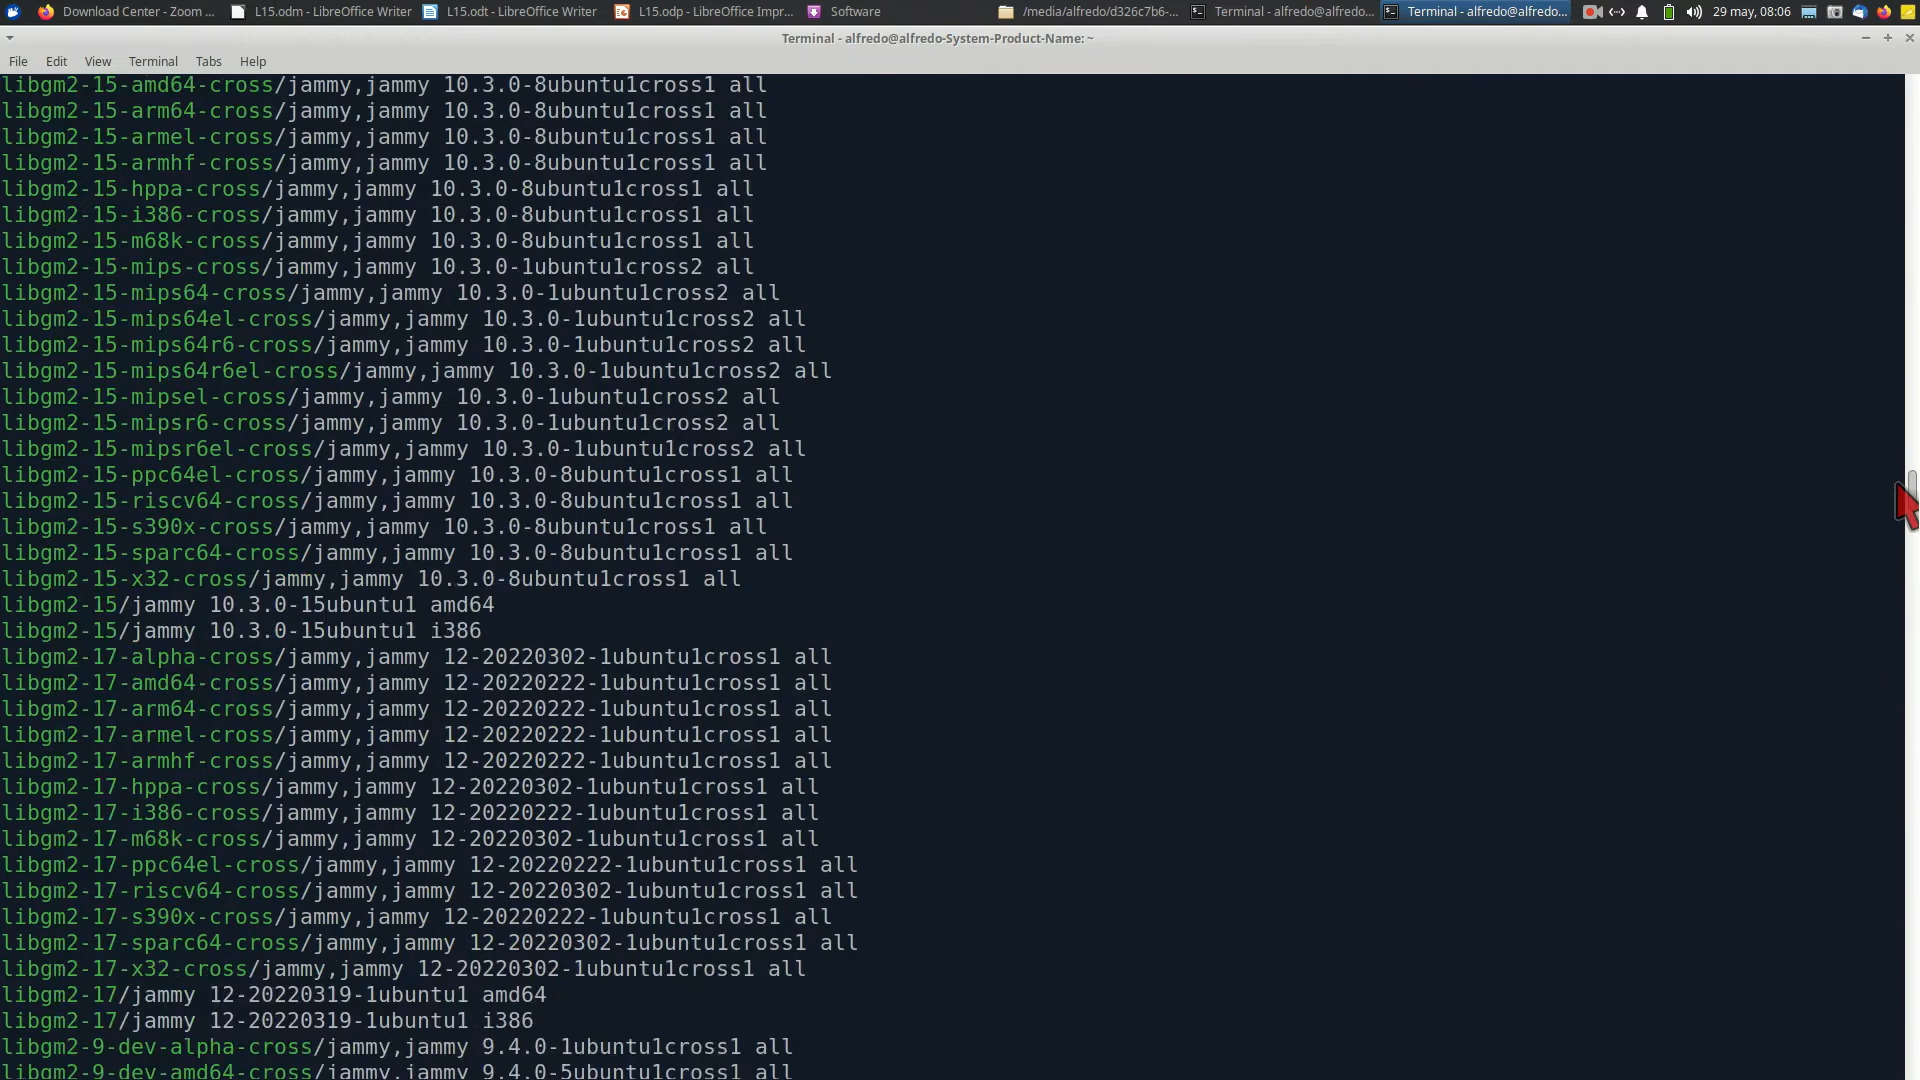 Download Center - Zoom ... L15.odm - LibreOffice Writer L15.odt - LibreOffice Writer L15.odp - LibreOffice Impr... Software /media/alfredo/d326c7b6-... Terminal - alfredo@alfredo... Terminal - alfredo@alfredo... 29 may, 08:06
Terminal - alfredo@alfredo-System-Product-Name: ~
File Edit View Terminal Tabs Help
libgm2-15-amd64-cross/jammy,jammy 10.3.0-8ubuntu1cross1 all
libgm2-15-arm64-cross/jammy,jammy 10.3.0-8ubuntu1cross1 all
libgm2-15-armel-cross/jammy,jammy 10.3.0-8ubuntu1cross1 all
libgm2-15-armhf-cross/jammy,jammy 10.3.0-8ubuntu1cross1 all
libgm2-15-hppa-cross/jammy,jammy 10.3.0-8ubuntu1cross1 all
libgm2-15-i386-cross/jammy,jammy 10.3.0-8ubuntu1cross1 all
libgm2-15-m68k-cross/jammy,jammy 10.3.0-8ubuntu1cross1 all
libgm2-15-mips-cross/jammy,jammy 10.3.0-1ubuntu1cross2 all
libgm2-15-mips64-cross/jammy,jammy 10.3.0-1ubuntu1cross2 all
libgm2-15-mips64el-cross/jammy,jammy 10.3.0-1ubuntu1cross2 all
libgm2-15-mips64r6-cross/jammy,jammy 10.3.0-1ubuntu1cross2 all
libgm2-15-mips64r6el-cross/jammy,jammy 10.3.0-1ubuntu1cross2 all
libgm2-15-mipsel-cross/jammy,jammy 10.3.0-1ubuntu1cross2 all
libgm2-15-mipsr6-cross/jammy,jammy 10.3.0-1ubuntu1cross2 all
libgm2-15-mipsr6el-cross/jammy,jammy 10.3.0-1ubuntu1cross2 all
libgm2-15-ppc64el-cross/jammy,jammy 10.3.0-8ubuntu1cross1 all
libgm2-15-riscv64-cross/jammy,jammy 10.3.0-8ubuntu1cross1 all
libgm2-15-s390x-cross/jammy,jammy 10.3.0-8ubuntu1cross1 all
libgm2-15-sparc64-cross/jammy,jammy 10.3.0-8ubuntu1cross1 all
libgm2-15-x32-cross/jammy,jammy 10.3.0-8ubuntu1cross1 all
libgm2-15/jammy 10.3.0-15ubuntu1 amd64
libgm2-15/jammy 10.3.0-15ubuntu1 i386
libgm2-17-alpha-cross/jammy,jammy 12-20220302-1ubuntu1cross1 all
libgm2-17-amd64-cross/jammy,jammy 12-20220222-1ubuntu1cross1 all
libgm2-17-arm64-cross/jammy,jammy 12-20220222-1ubuntu1cross1 all
libgm2-17-armel-cross/jammy,jammy 12-20220222-1ubuntu1cross1 all
libgm2-17-armhf-cross/jammy,jammy 12-20220222-1ubuntu1cross1 all
libgm2-17-hppa-cross/jammy,jammy 12-20220302-1ubuntu1cross1 all
libgm2-17-i386-cross/jammy,jammy 12-20220222-1ubuntu1cross1 all
libgm2-17-m68k-cross/jammy,jammy 12-20220302-1ubuntu1cross1 all
libgm2-17-ppc64el-cross/jammy,jammy 12-20220222-1ubuntu1cross1 all
libgm2-17-riscv64-cross/jammy,jammy 12-20220302-1ubuntu1cross1 all
libgm2-17-s390x-cross/jammy,jammy 12-20220222-1ubuntu1cross1 all
libgm2-17-sparc64-cross/jammy,jammy 12-20220302-1ubuntu1cross1 all
libgm2-17-x32-cross/jammy,jammy 12-20220302-1ubuntu1cross1 all
libgm2-17/jammy 12-20220319-1ubuntu1 amd64
libgm2-17/jammy 12-20220319-1ubuntu1 i386
libgm2-9-dev-alpha-cross/jammy,jammy 9.4.0-1ubuntu1cross1 all
libgm2-9-dev-amd64-cross/jammy,jammy 9.4.0-5ubuntu1cross1 all